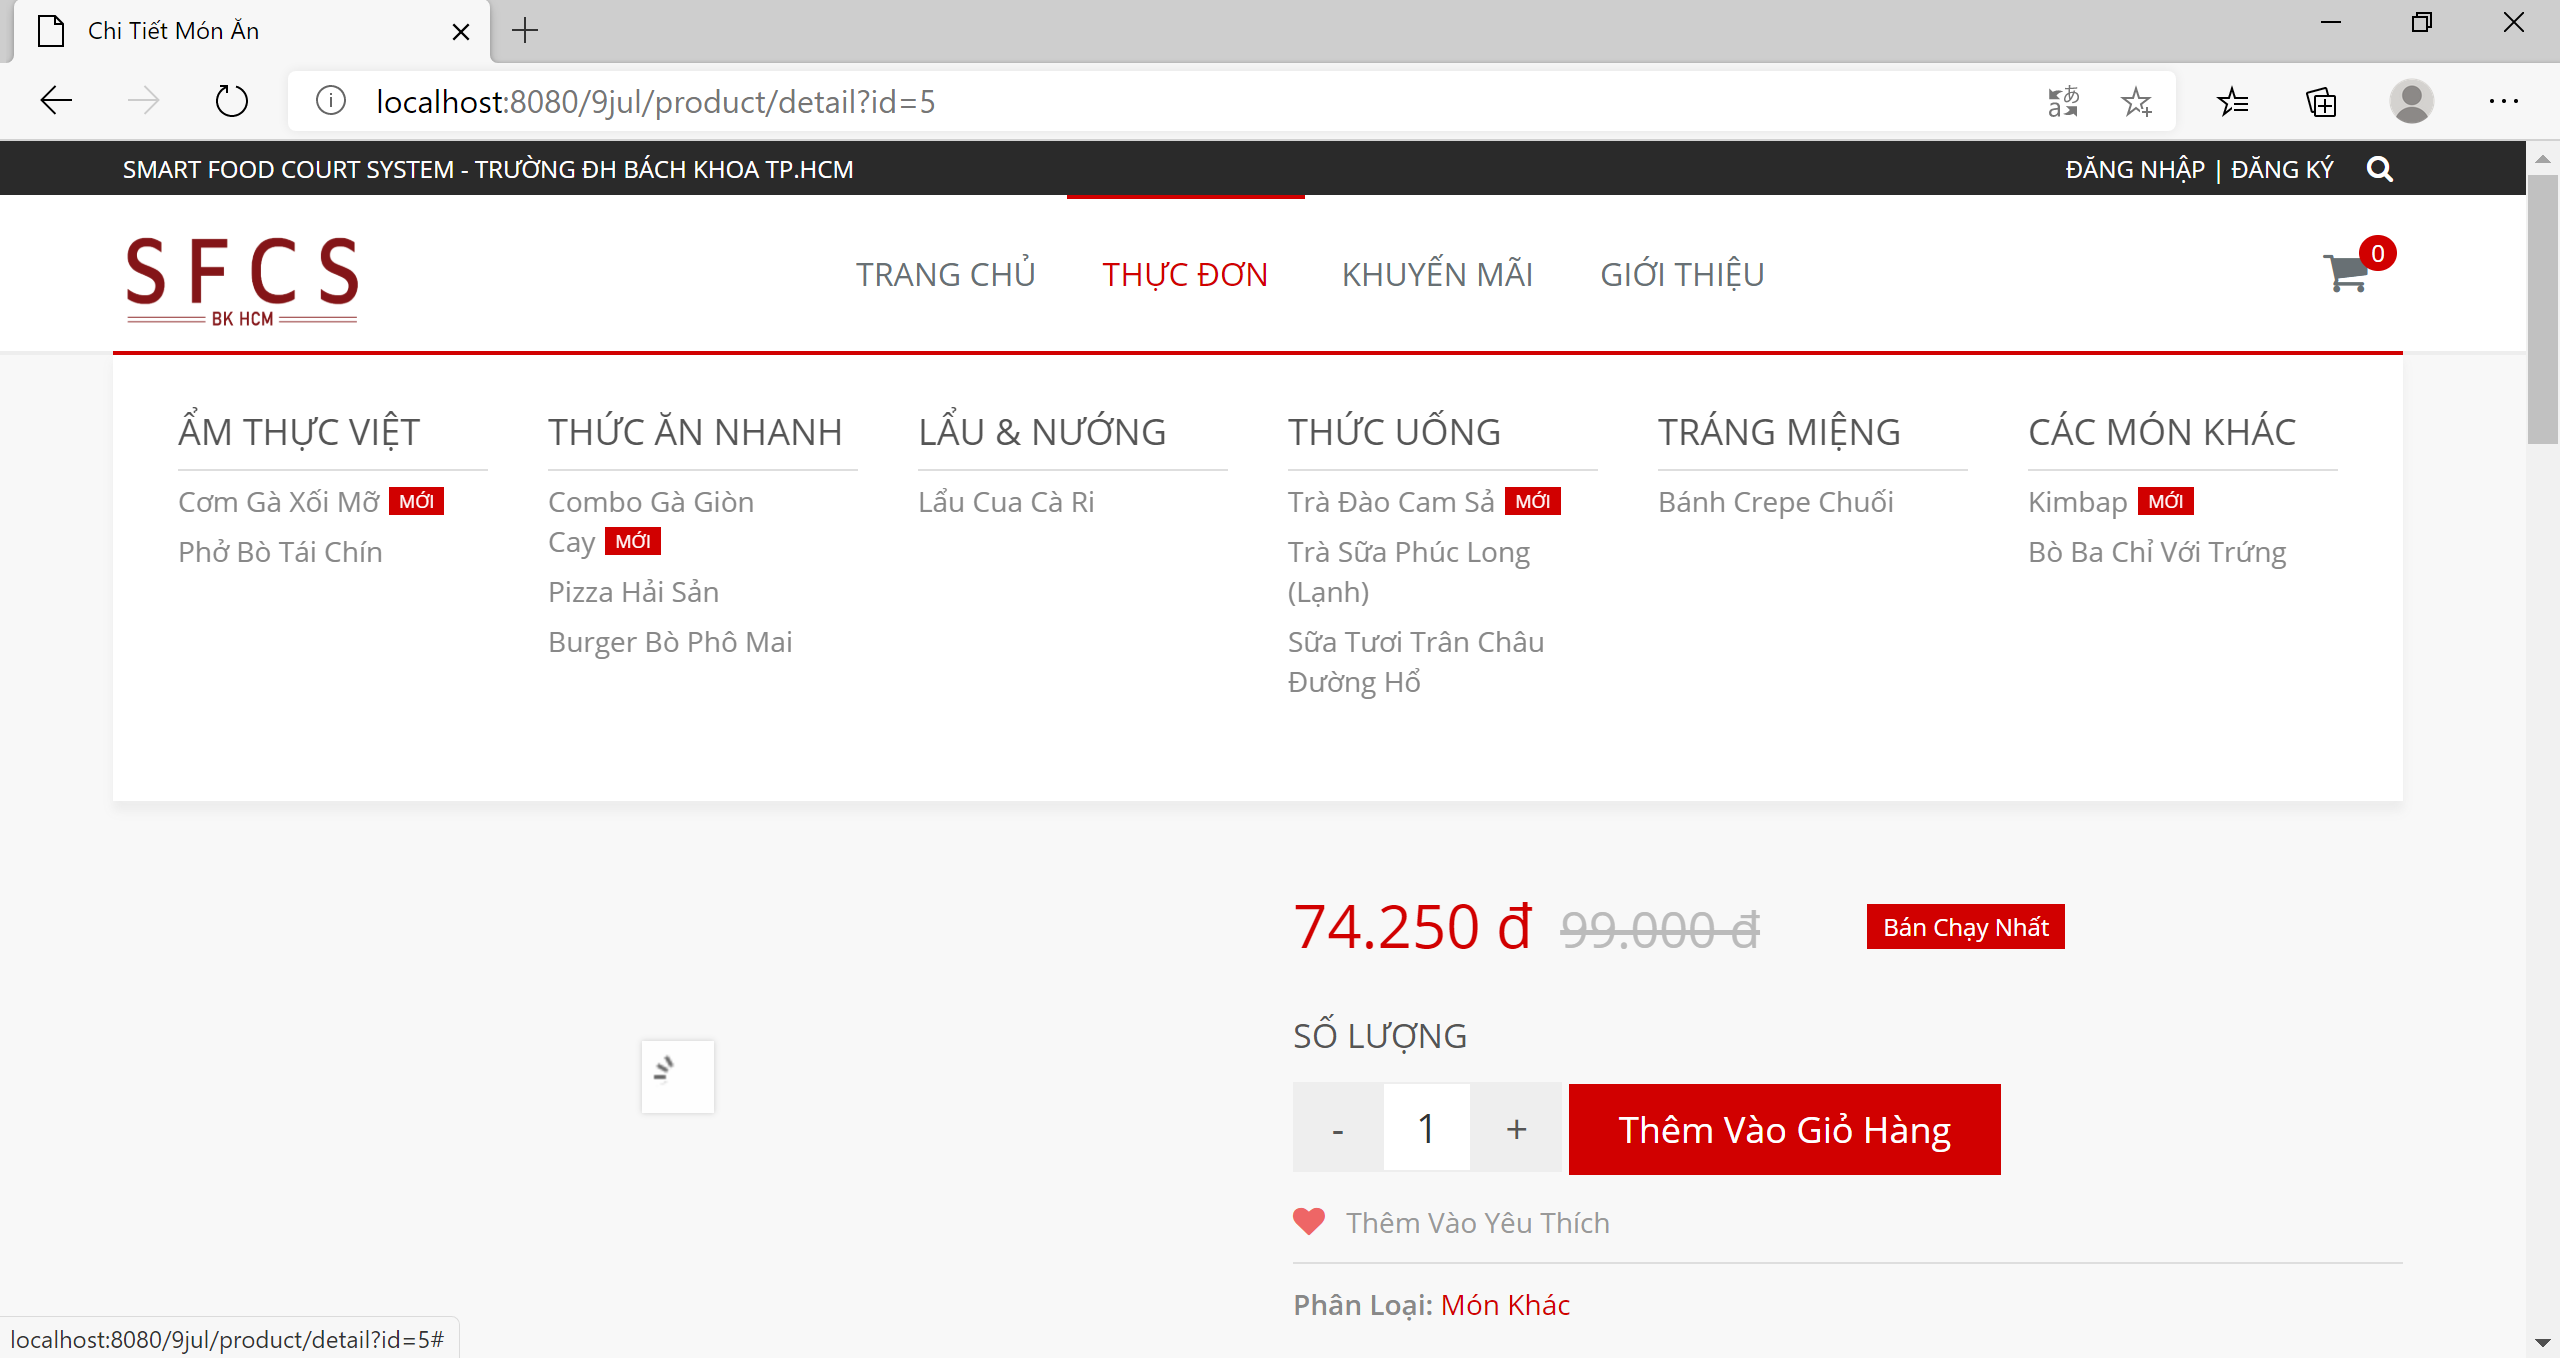 Chi Tiết Món Ăn
localhost:8080/9jul/product/detail?id=5
SMART FOOD COURT SYSTEM - TRƯỜNG ĐH BÁCH KHOA TP.HCM
ĐĂNG NHẬP | ĐĂNG KÝ
SFCS
BK HCM
TRANG CHỦ
THỰC ĐƠN
KHUYẾN MÃI
GIỚI THIỆU
0
ẨM THỰC VIỆT
Cơm Gà Xối Mỡ MỚI
Phở Bò Tái Chín
THỨC ĂN NHANH
Combo Gà Giòn
Cay MỚI
Pizza Hải Sản
Burger Bò Phô Mai
LẨU & NƯỚNG
Lẩu Cua Cà Ri
THỨC UỐNG
Trà Đào Cam Sả MỚI
Trà Sữa Phúc Long
(Lạnh)
Sữa Tươi Trân Châu
Đường Hổ
TRÁNG MIỆNG
Bánh Crepe Chuối
CÁC MÓN KHÁC
Kimbap MỚI
Bò Ba Chỉ Với Trứng
74.250 đ 99.000 đ Bán Chạy Nhất
SỐ LƯỢNG
- 1 + Thêm Vào Giỏ Hàng
Thêm Vào Yêu Thích
Phân Loại: Món Khác
localhost:8080/9jul/product/detail?id=5#